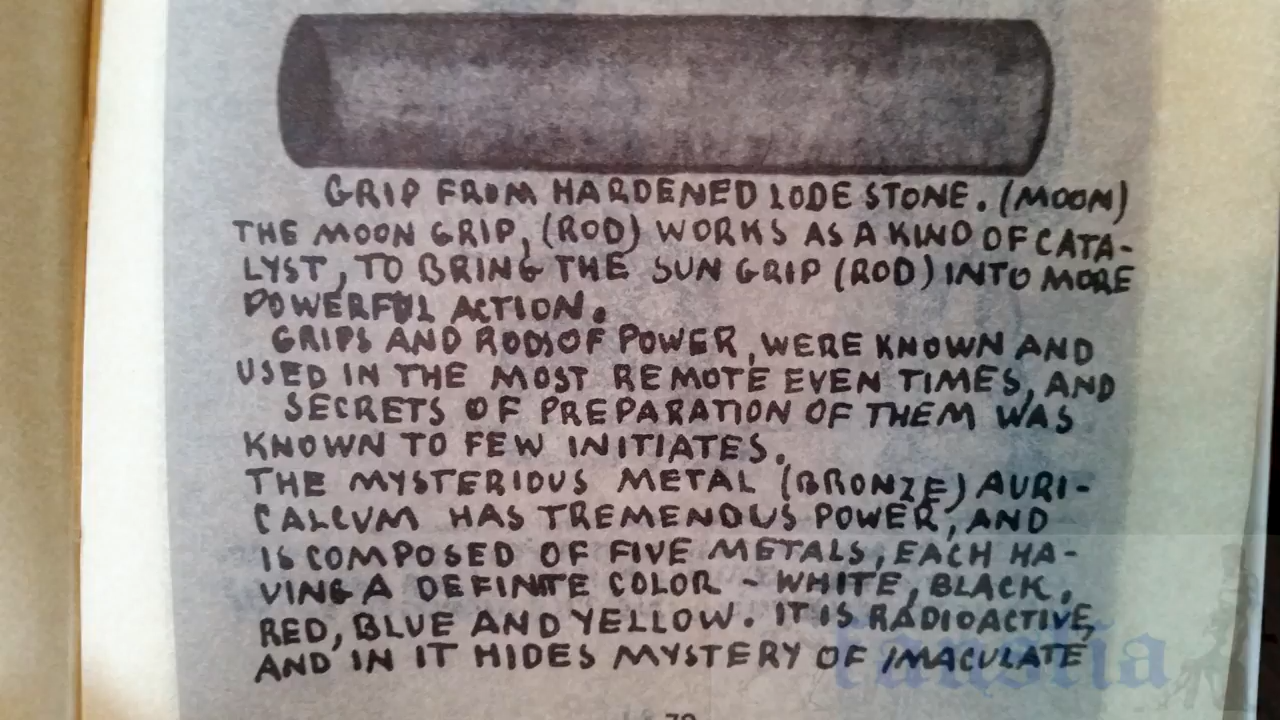 GRIP FROM HARDENED LODE STONE. (MOON)
THE MOON GRIP, (ROD) WORKS AS A KIND OF CATA-
LYST, TO BRING THE SUN GRIP (ROD) INTO MORE
POWERFUL ACTION.
GRIPS AND RODS OF POWER, WERE KNOWN AND
USED IN THE MOST REMOTE EVEN TIMES, AND
SECRETS OF PREPARATION OF THEM WAS
KNOWN TO FEW INITIATES.
THE MYSTERIOUS METAL (BRONZE) AURI-
CALCVM HAS TREMENDOUS POWER, AND
IS COMPOSED OF FIVE METALS, EACH HA-
VING A DEFINITE COLOR - WHITE, BLACK,
RED, BLUE AND YELLOW. IT IS RADIOACTIVE,
AND IN IT HIDES MYSTERY OF IMACULATE